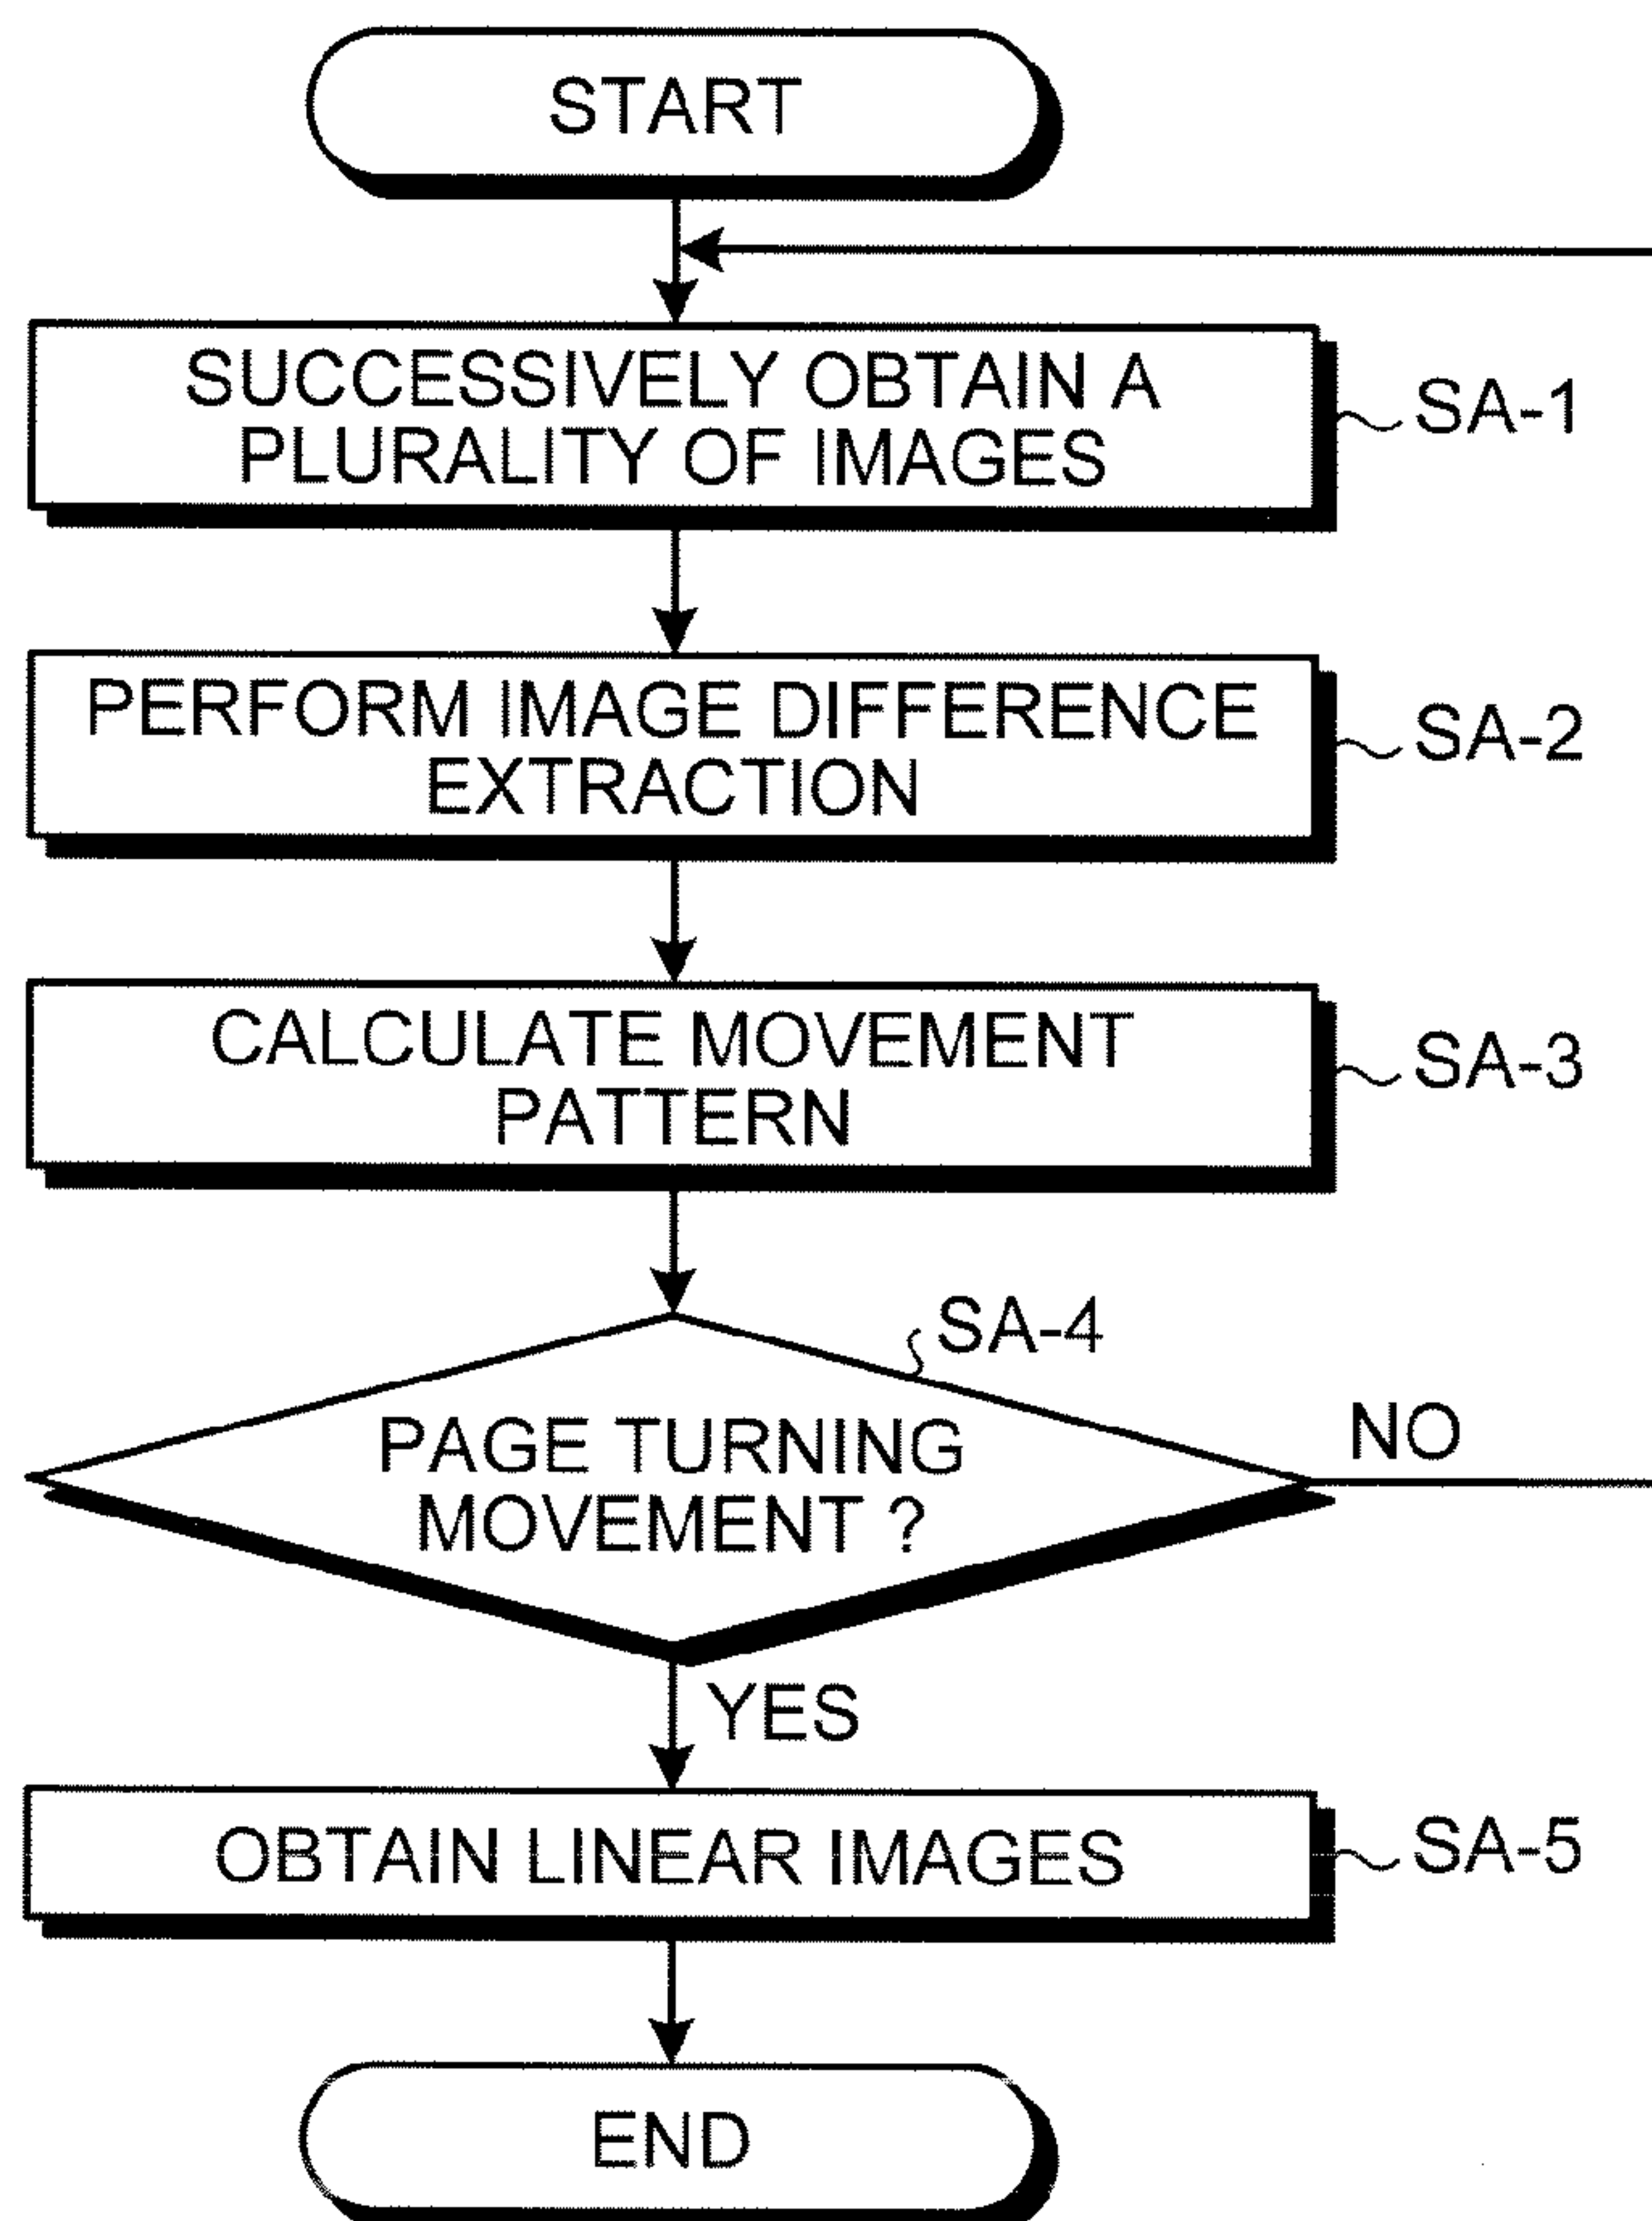 START
SUCCESSIVELY OBTAIN A
PLURALITY OF IMAGES
SA-1
PERFORM IMAGE DIFFERENCE
EXTRACTION
SA-2
CALCULATE MOVEMENT
PATTERN
SA-3
SA-4
PAGE TURNING
MOVEMENT ?
NO
YES
OBTAIN LINEAR IMAGES
SA-5
END